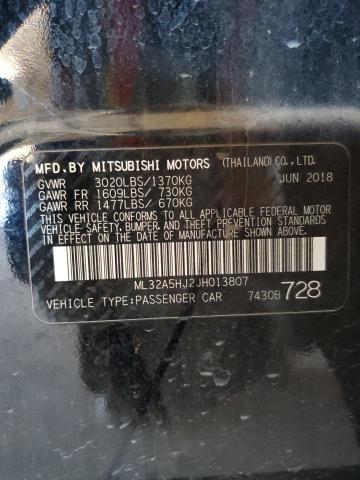 MFD.BY MITSUBISHI MOTORS (THAILAND)CO.,LTD.
GVWR 3020LBS/1370KG JUN 2018
GAWR FR 1609LBS/ 730KG
GAWR RR 1477LBS/ 670KG
THIS VEHICLE CONFORMS TO ALL APPLICABLE FEDERAL MOTOR
VEHICLE SAFETY, BUMPER, AND THEFT PREVENTION STANDARDS
IN EFFECT ON THE DATE OF MANUFACTURE SHOWN ABOVE.
ML32A5HJ2JH013807
VEHICLE TYPE:PASSENGER CAR 7430B 728